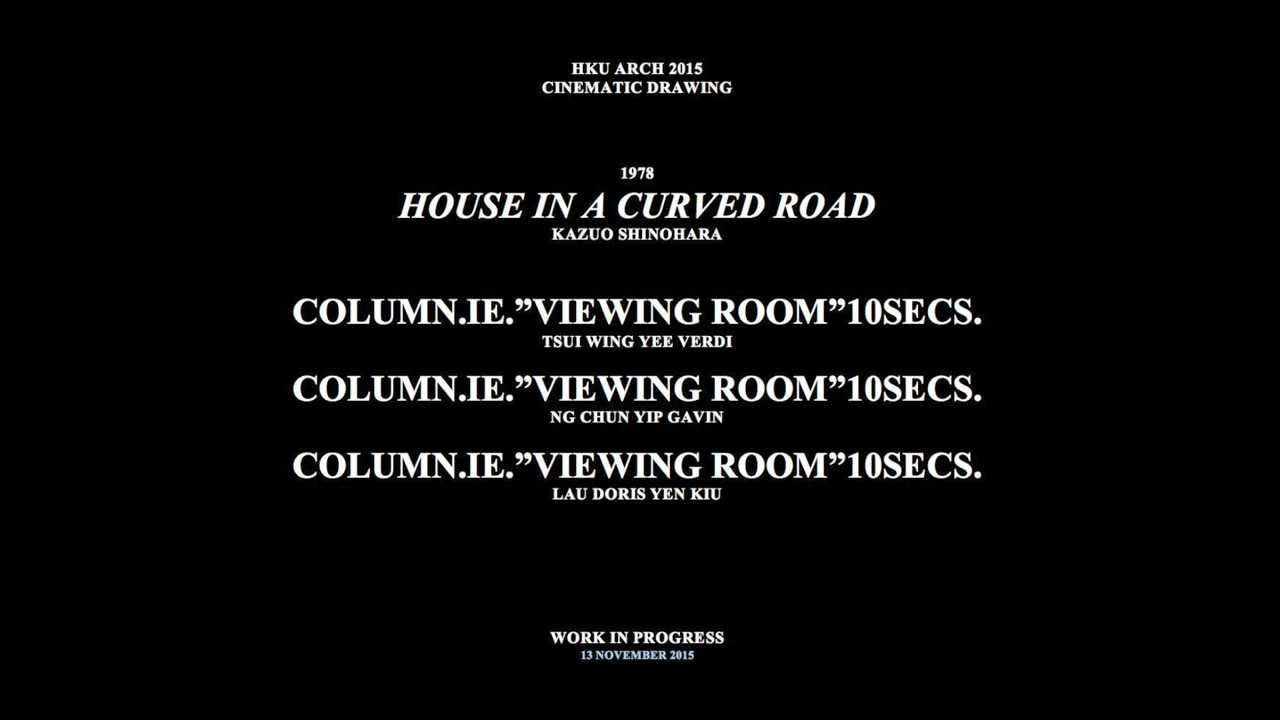 HKU ARCH 2015
CINEMATIC DRAWING
1978
HOUSE IN A CURVED ROAD
KAZUO SHINOHARA
COLUMN.IE.”VIEWING ROOM”10SECS.
TSUI WING YEE VERDI
COLUMN.IE.”VIEWING ROOM”10SECS.
NG CHUN YIP GAVIN
COLUMN.IE.”VIEWING ROOM”10SECS.
LAU DORIS YEN KIU
WORK IN PROGRESS
13 NOVEMBER 2015